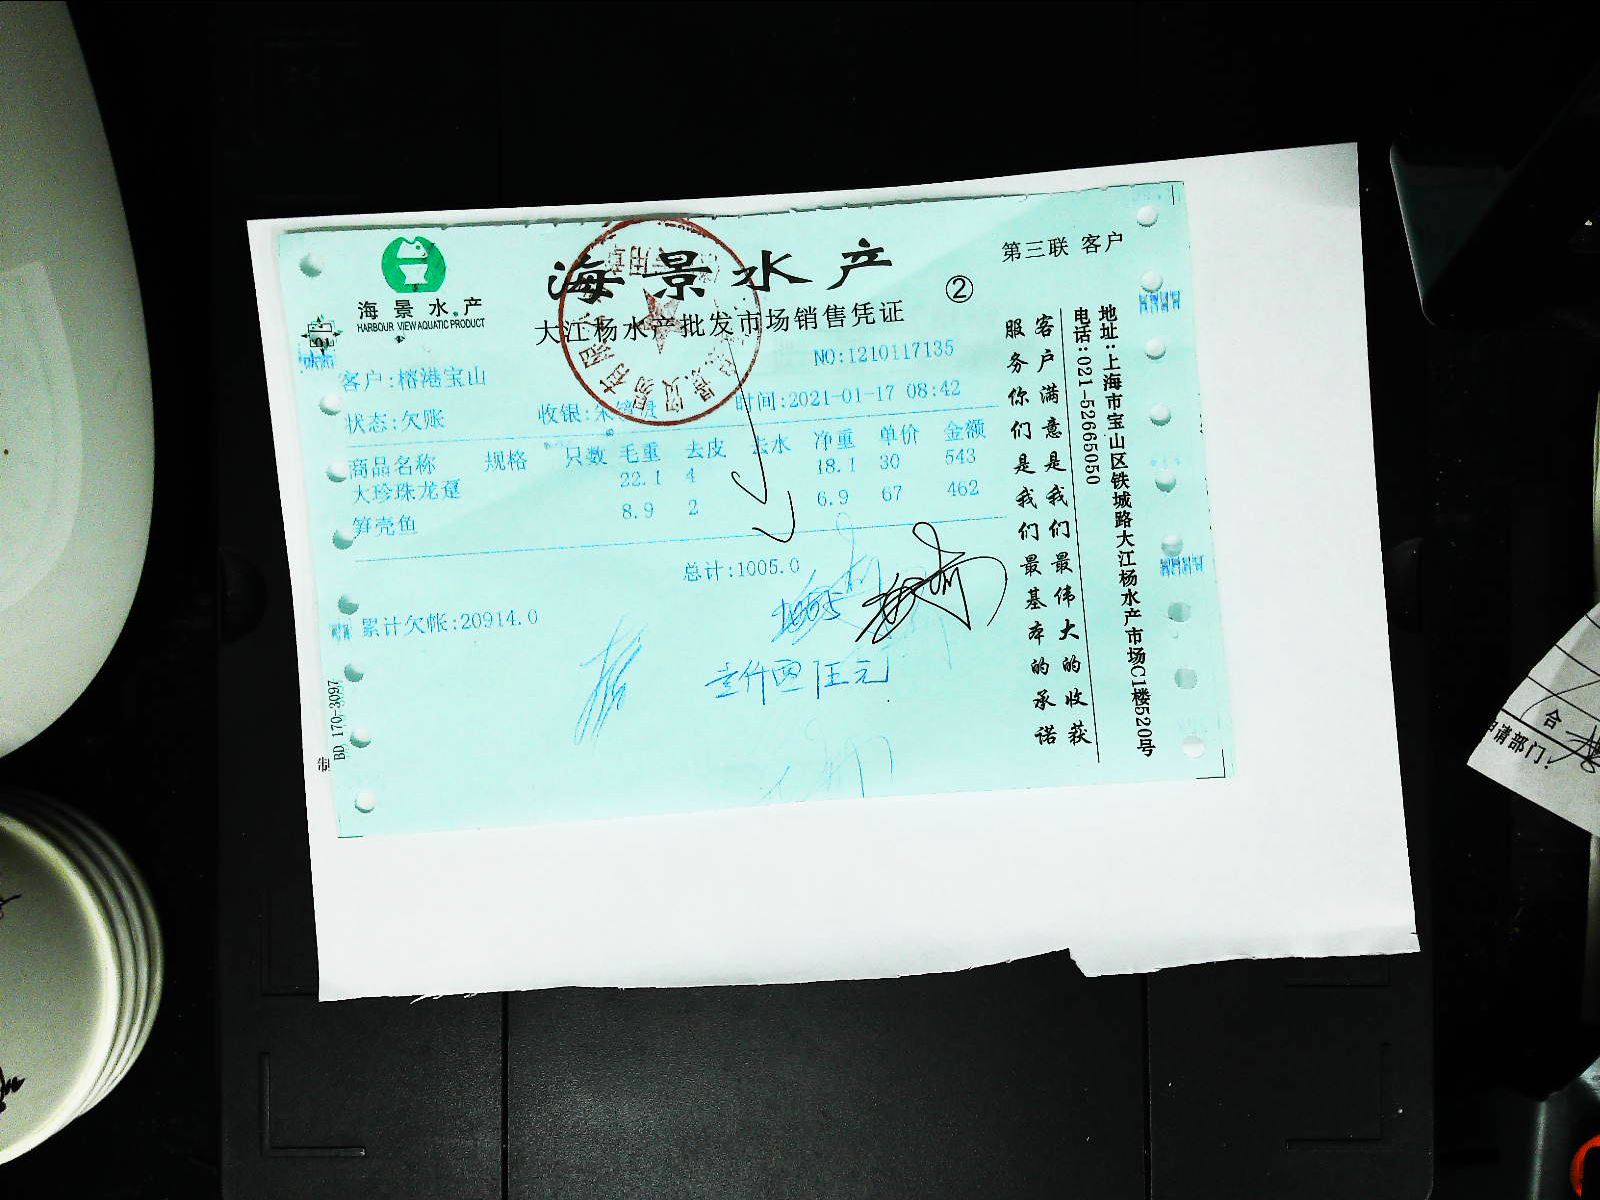 海景水产
HARBOUR VIEW AQUATIC PRODUCT
海景水产
大江杨水产批发市场销售凭证
②
第三联 客户
NO:1210117135
客户:榕港宝山
状态:欠账
收银:朱
时间:2021-01-17 08:42
商品名称 规格 只数 毛重 去皮 去水 净重 单价 金额
大珍珠龙趸 22.1 4 18.1 30 543
笋壳鱼 8.9 2 6.9 67 462
总计:1005.0
累计欠帐:20914.0
1005
元
客户满意是我们最伟大的收获
服务你们是我们最基本的承诺
地址:上海市宝山区铁城路大江杨水产市场C1楼520号
电话:021-52665050
BD 170-3097
制
合
申请部门: